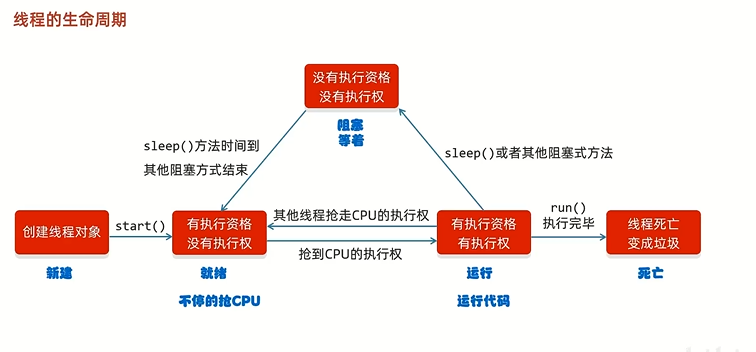 线程的生命周期
没有执行资格
没有执行权
阻塞
等着
sleep()方法时间到
其他阻塞方式结束
sleep()或者其他阻塞式方法
创建线程对象
新建
start()
有执行资格
没有执行权
就绪
不停的抢CPU
其他线程抢走CPU的执行权
抢到CPU的执行权
有执行资格
有执行权
运行
运行代码
run()
执行完毕
线程死亡
变成垃圾
死亡